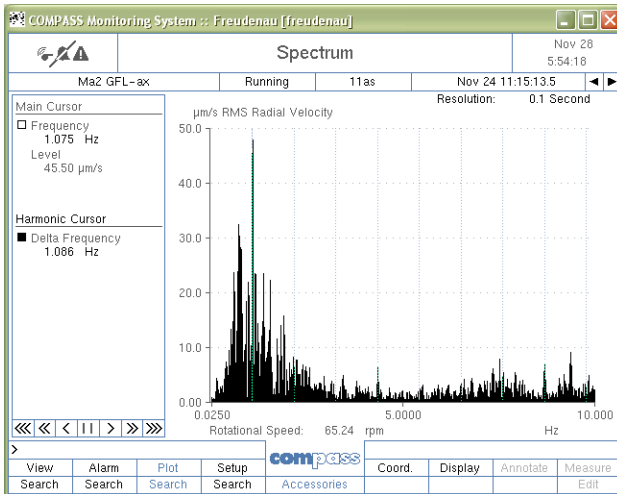 COMPASS Monitoring System :: Freudenau [freudenau]
Spectrum
Nov 28
5:54:18
Ma2 GFL-ax Running 11as Nov 24 11:15:13.5
Resolution: 0.1 Second
Main Cursor
Frequency
1.075 Hz
Level
45.50 µm/s
Harmonic Cursor
Delta Frequency
1.086 Hz
µm/s RMS Radial Velocity
50.0
40.0
30.0
20.0
10.0
0.00
0.0250 5.0000 10.000
Rotational Speed: 65.24 rpm Hz
>
compass
View Alarm Plot Setup Coord. Display Annotate Measure
Search Search Search Search Accessories Edit